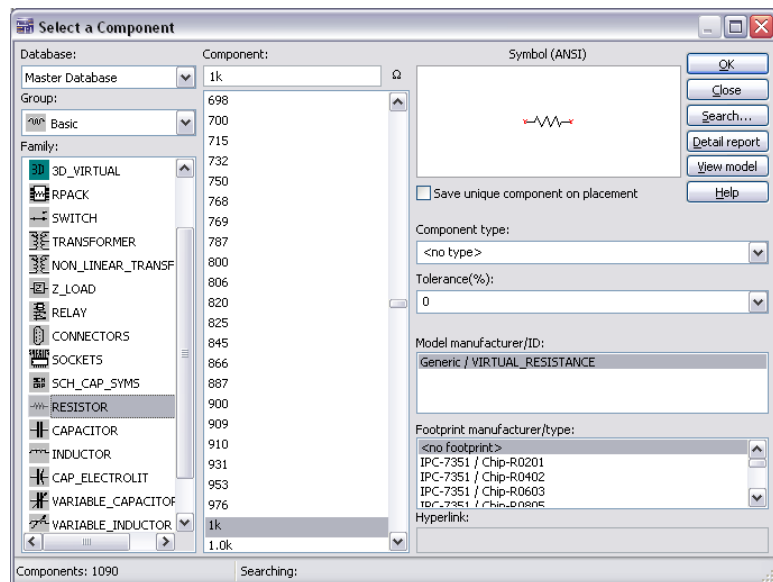 Select a Component
Database:
Master Database
Group:
Basic
Family:
3D 3D_VIRTUAL
RPACK
SWITCH
TRANSFORMER
NON_LINEAR_TRANSF
Z_LOAD
RELAY
CONNECTORS
SOCKETS
SCH_CAP_SYMS
RESISTOR
CAPACITOR
INDUCTOR
CAP_ELECTROLIT
VARIABLE_CAPACITOR
VARIABLE_INDUCTOR
Component:
1k Ω
698
700
715
732
750
768
769
787
800
806
820
825
845
866
887
900
909
910
931
953
976
1k
1.0k
Symbol (ANSI)
Save unique component on placement
Component type:
<no type>
Tolerance(%):
0
Model manufacturer/ID:
Generic / VIRTUAL_RESISTANCE
Footprint manufacturer/type:
<no footprint>
IPC-7351 / Chip-R0201
IPC-7351 / Chip-R0402
IPC-7351 / Chip-R0603
IPC-7351 / Chip-R0805
Hyperlink:
OK
Close
Search...
Detail report
View model
Help
Components: 1090
Searching: